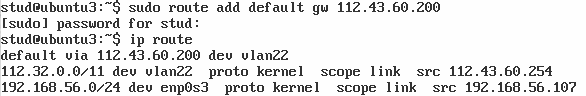 stud@ubuntu3:~$ sudo route add default gw 112.43.60.200
[sudo] password for stud:
stud@ubuntu3:~$ ip route
default via 112.43.60.200 dev vlan22
112.32.0.0/11 dev vlan22  proto kernel  scope link  src 112.43.60.254
192.168.56.0/24 dev enp0s3  proto kernel  scope link  src 192.168.56.107